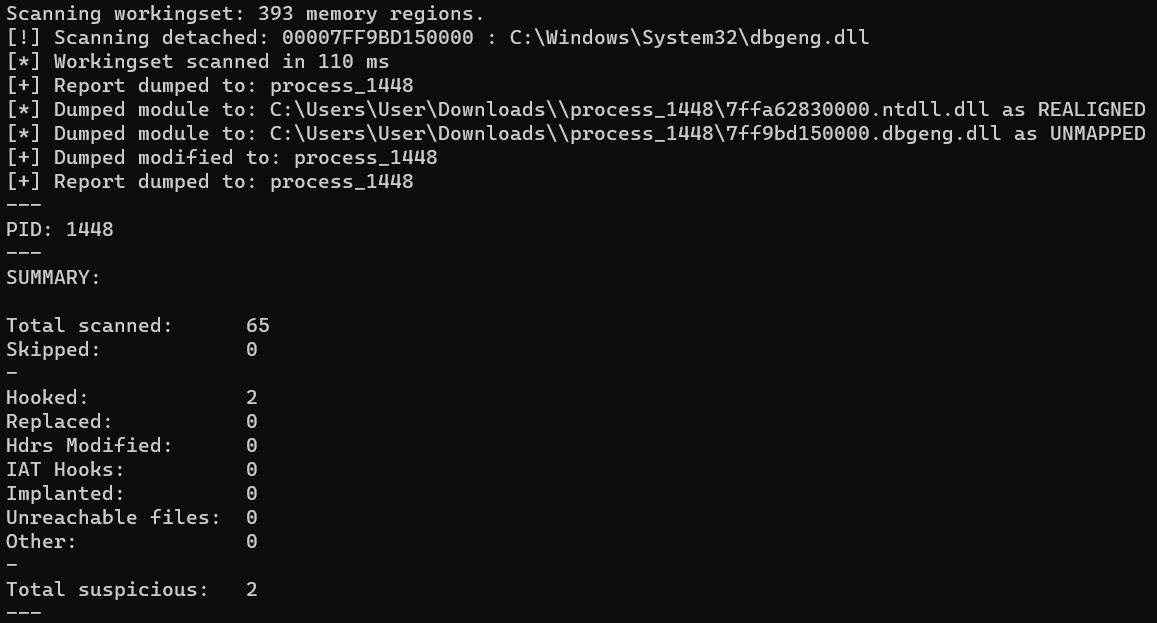 Scanning workingset: 393 memory regions.
[!] Scanning detached: 00007FF9BD150000 : C:\Windows\System32\dbgeng.dll
[*] Workingset scanned in 110 ms
[+] Report dumped to: process_1448
[*] Dumped module to: C:\Users\User\Downloads\\process_1448\7ffa62830000.ntdll.dll as REALIGNED
[*] Dumped module to: C:\Users\User\Downloads\\process_1448\7ff9bd150000.dbgeng.dll as UNMAPPED
[+] Dumped modified to: process_1448
[+] Report dumped to: process_1448
---
PID: 1448
---
SUMMARY:

Total scanned:      65
Skipped:            0
-
Hooked:             2
Replaced:           0
Hdrs Modified:      0
IAT Hooks:          0
Implanted:          0
Unreachable files:  0
Other:              0
-
Total suspicious:   2
---